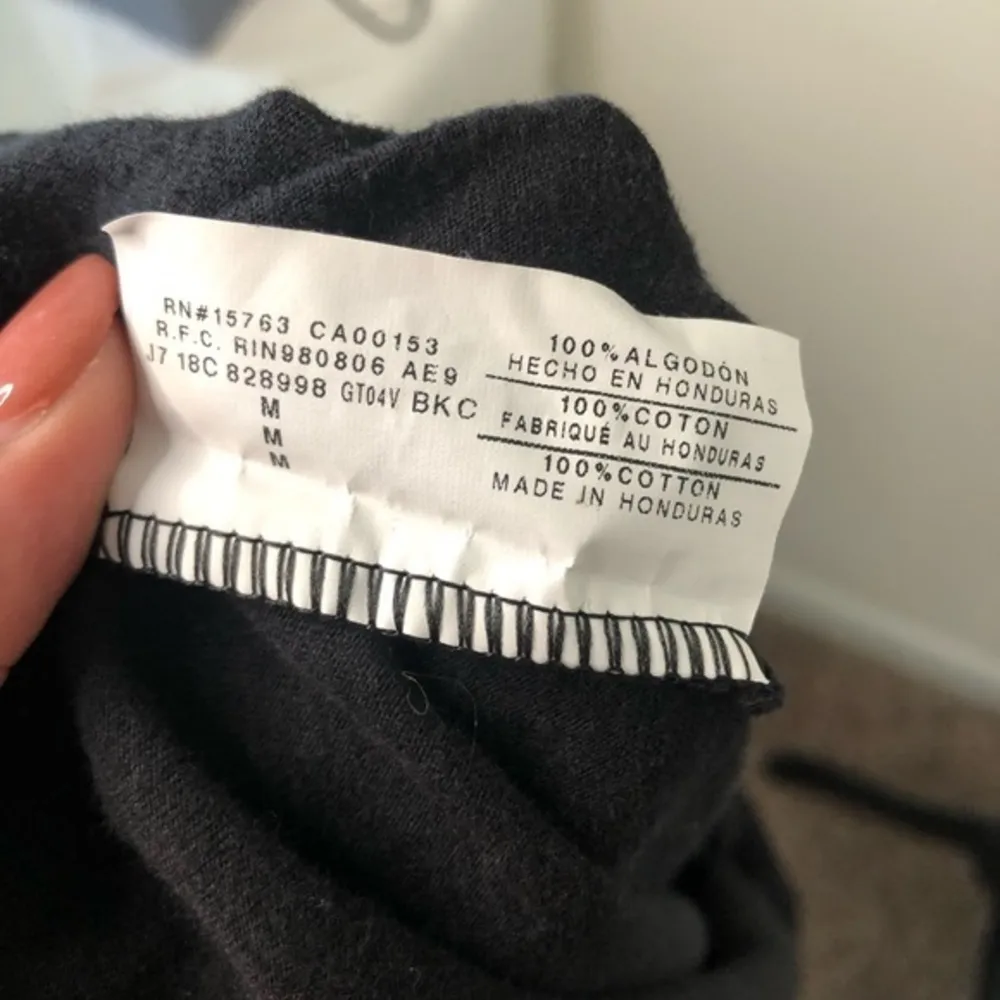 RN#15763 CA00153
R.F.C. RIN980806 AE9
J7 18C 828998 GT04V BKC
M
M
M
100%ALGODÓN
HECHO EN HONDURAS
100%COTON
FABRIQUÉ AU HONDURAS
100%COTTON
MADE IN HONDURAS